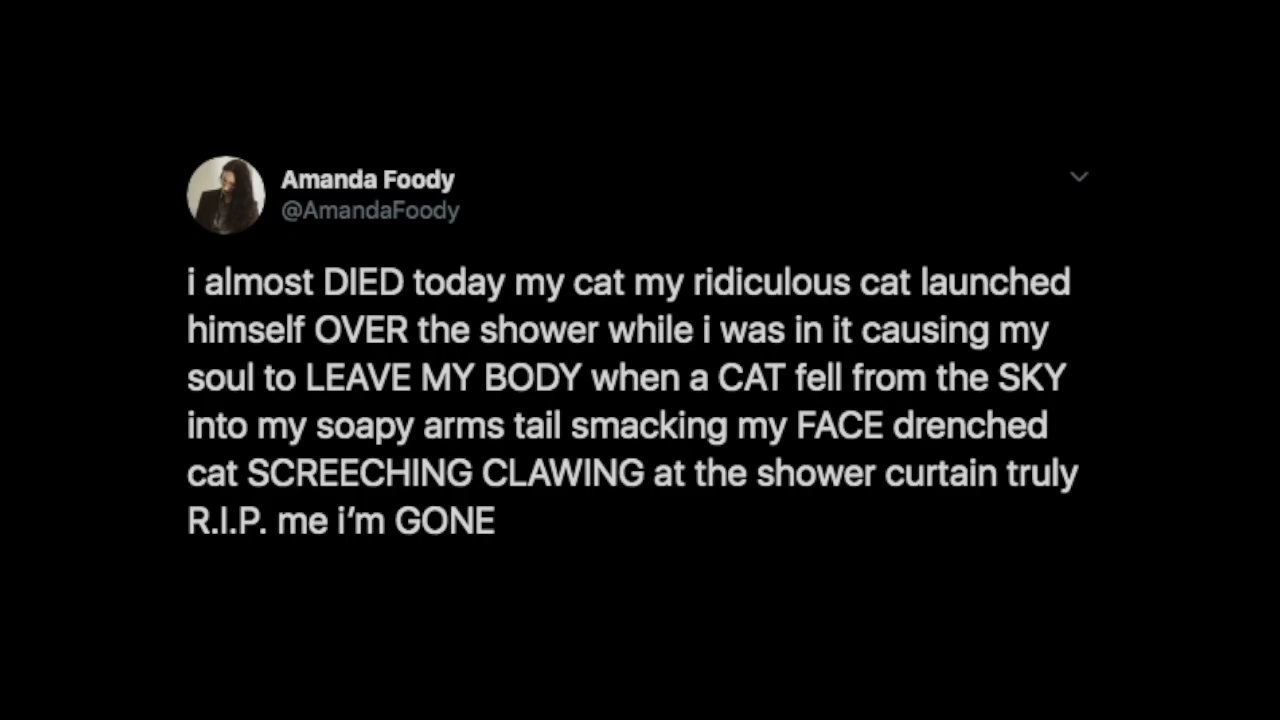 Amanda Foody
@AmandaFoody
i almost DIED today my cat my ridiculous cat launched
himself OVER the shower while i was in it causing my
soul to LEAVE MY BODY when a CAT fell from the SKY
into my soapy arms tail smacking my FACE drenched
cat SCREECHING CLAWING at the shower curtain truly
R.I.P. me i’m GONE